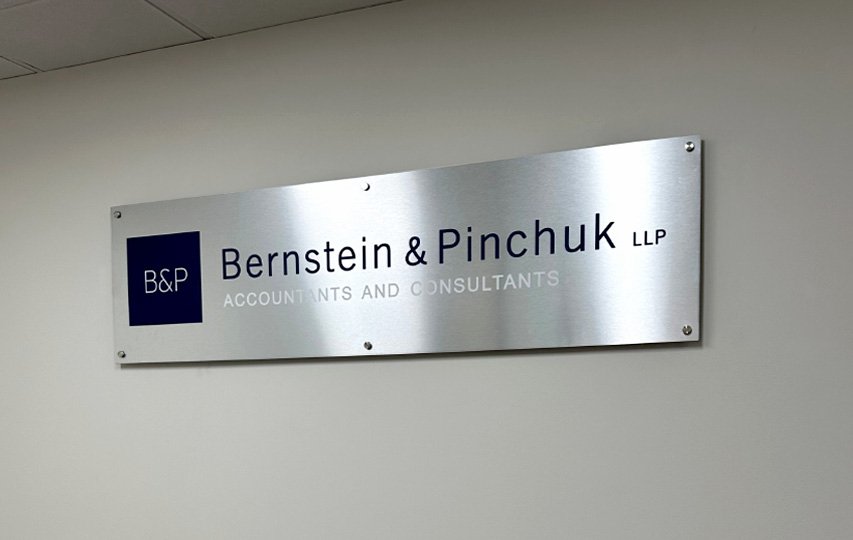 B&P
Bernstein & Pinchuk LLP
ACCOUNTANTS AND CONSULTANTS